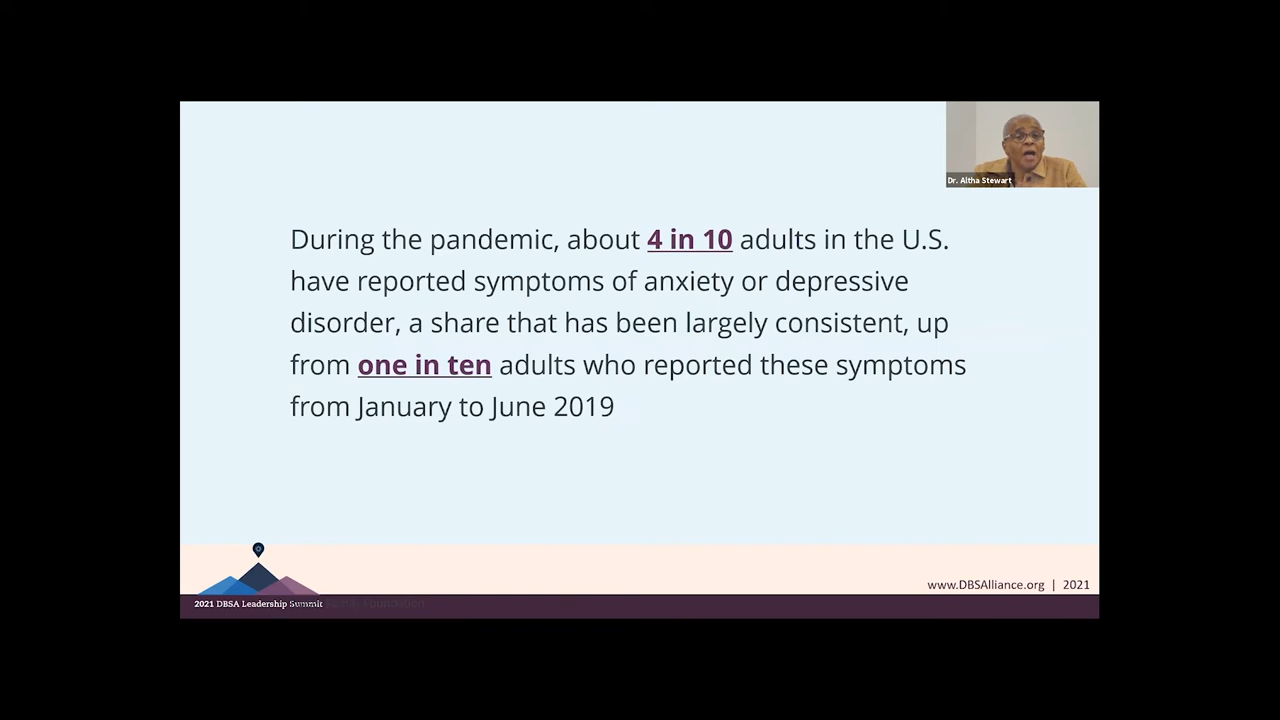 Dr. Altha Stewart
During the pandemic, about 4 in 10 adults in the U.S.
have reported symptoms of anxiety or depressive
disorder, a share that has been largely consistent, up
from one in ten adults who reported these symptoms
from January to June 2019
www.DBSAlliance.org | 2021
2021 DBSA Leadership Summit
Foundation